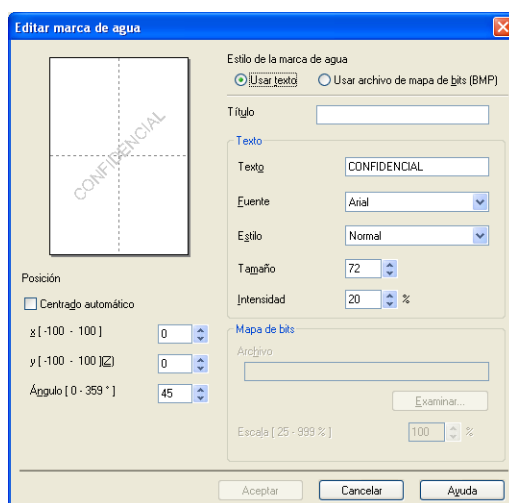 Editar marca de agua
CONFIDENCIAL
Estilo de la marca de agua
Usar texto
Usar archivo de mapa de bits (BMP)
Título
Texto
Texto CONFIDENCIAL
Fuente Arial
Estilo Normal
Tamaño 72
Intensidad 20 %
Posición
Centrado automático
x [ -100 - 100 ] 0
y [ -100 - 100 ](Z) 0
Ángulo [ 0 - 359 ° ] 45
Mapa de bits
Archivo
Examinar...
Escala [ 25 - 999 % ] 100 %
Aceptar
Cancelar
Ayuda